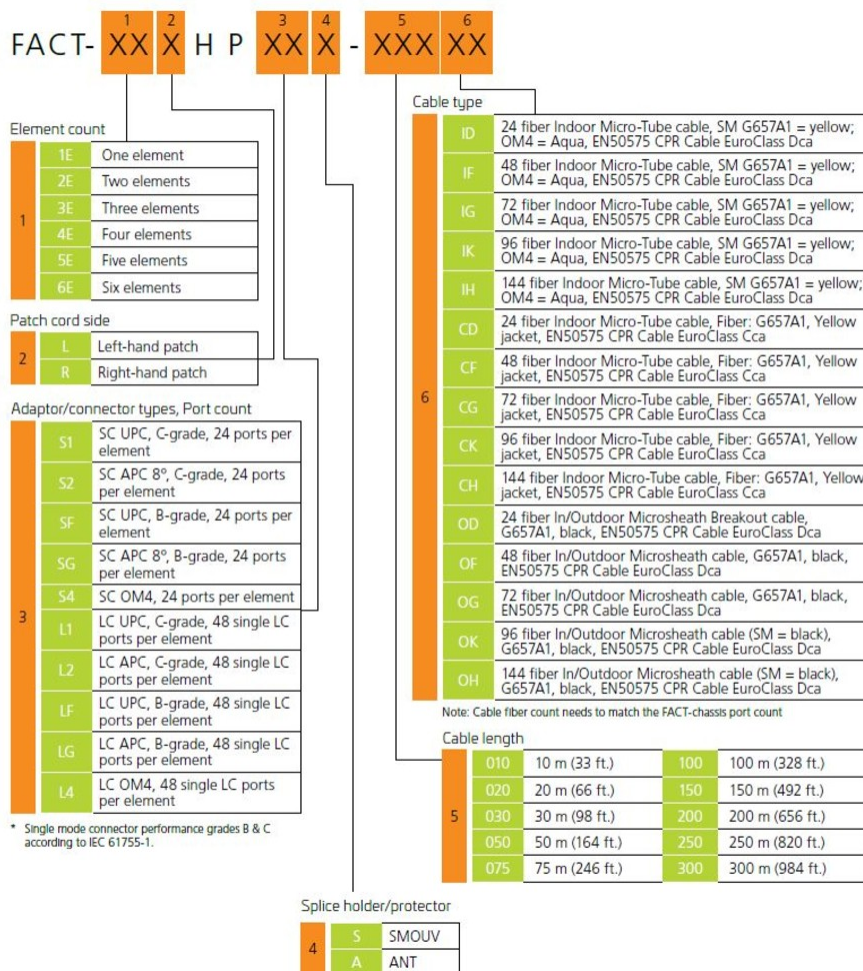 1 2 3 4 5 6
FACT- XX X H P XX X - XXX XX
Element count
1
1E One element
2E Two elements
3E Three elements
4E Four elements
5E Five elements
6E Six elements
Patch cord side
2
L Left-hand patch
R Right-hand patch
Adaptor/connector types, Port count
3
S1 SC UPC, C-grade, 24 ports per
element
S2 SC APC 8º, C-grade, 24 ports
per element
SF SC UPC, B-grade, 24 ports per
element
SG SC APC 8º, B-grade, 24 ports
per element
S4 SC OM4, 24 ports per element
L1 LC UPC, C-grade, 48 single LC
ports per element
L2 LC APC, C-grade, 48 single LC
ports per element
LF LC UPC, B-grade, 48 single LC
ports per element
LG LC APC, B-grade, 48 single LC
ports per element
L4 LC OM4, 48 single LC ports
per element
* Single mode connector performance grades B & C
according to IEC 61755-1.
Cable type
6
ID 24 fiber Indoor Micro-Tube cable, SM G657A1 = yellow;
OM4 = Aqua, EN50575 CPR Cable EuroClass Dca
IF 48 fiber Indoor Micro-Tube cable, SM G657A1 = yellow;
OM4 = Aqua, EN50575 CPR Cable EuroClass Dca
IG 72 fiber Indoor Micro-Tube cable, SM G657A1 = yellow;
OM4 = Aqua, EN50575 CPR Cable EuroClass Dca
IK 96 fiber Indoor Micro-Tube cable, SM G657A1 = yellow;
OM4 = Aqua, EN50575 CPR Cable EuroClass Dca
IH 144 fiber Indoor Micro-Tube cable, SM G657A1 = yellow;
OM4 = Aqua, EN50575 CPR Cable EuroClass Dca
CD 24 fiber Indoor Micro-Tube cable, Fiber: G657A1, Yellow
jacket, EN50575 CPR Cable EuroClass Cca
CF 48 fiber Indoor Micro-Tube cable, Fiber: G657A1, Yellow
jacket, EN50575 CPR Cable EuroClass Cca
CG 72 fiber Indoor Micro-Tube cable, Fiber: G657A1, Yellow
jacket, EN50575 CPR Cable EuroClass Cca
CK 96 fiber Indoor Micro-Tube cable, Fiber: G657A1, Yellow
jacket, EN50575 CPR Cable EuroClass Cca
CH 144 fiber Indoor Micro-Tube cable, Fiber: G657A1, Yellow
jacket, EN50575 CPR Cable EuroClass Cca
OD 24 fiber In/Outdoor Microsheath Breakout cable,
G657A1, black, EN50575 CPR Cable EuroClass Dca
OF 48 fiber In/Outdoor Microsheath cable, G657A1, black,
EN50575 CPR Cable EuroClass Dca
OG 72 fiber In/Outdoor Microsheath cable, G657A1, black,
EN50575 CPR Cable EuroClass Dca
OK 96 fiber In/Outdoor Microsheath cable (SM = black),
G657A1, black, EN50575 CPR Cable EuroClass Dca
OH 144 fiber In/Outdoor Microsheath cable (SM = black),
G657A1, black, EN50575 CPR Cable EuroClass Dca
Note: Cable fiber count needs to match the FACT-chassis port count
Cable length
5
010 10 m (33 ft.) 100 100 m (328 ft.)
020 20 m (66 ft.) 150 150 m (492 ft.)
030 30 m (98 ft.) 200 200 m (656 ft.)
050 50 m (164 ft.) 250 250 m (820 ft.)
075 75 m (246 ft.) 300 300 m (984 ft.)
Splice holder/protector
4
S SMOUV
A ANT